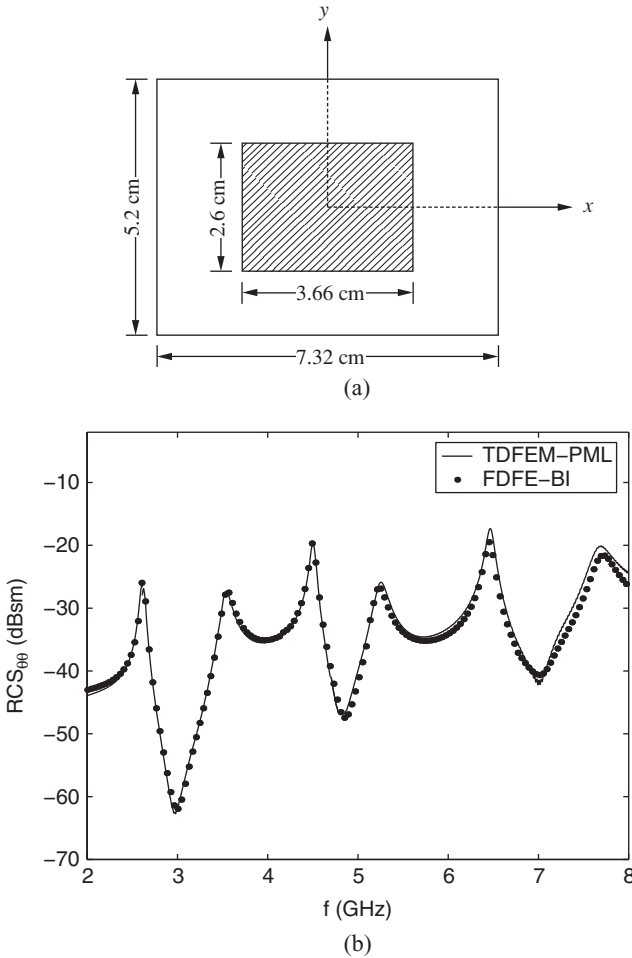 y
x
5.2 cm
2.6 cm
3.66 cm
7.32 cm
(a)
TDFEM−PML
FDFE−BI
RCSθθ (dBsm)
−10
−20
−30
−40
−50
−60
−70
2 3 4 5 6 7 8
f (GHz)
(b)